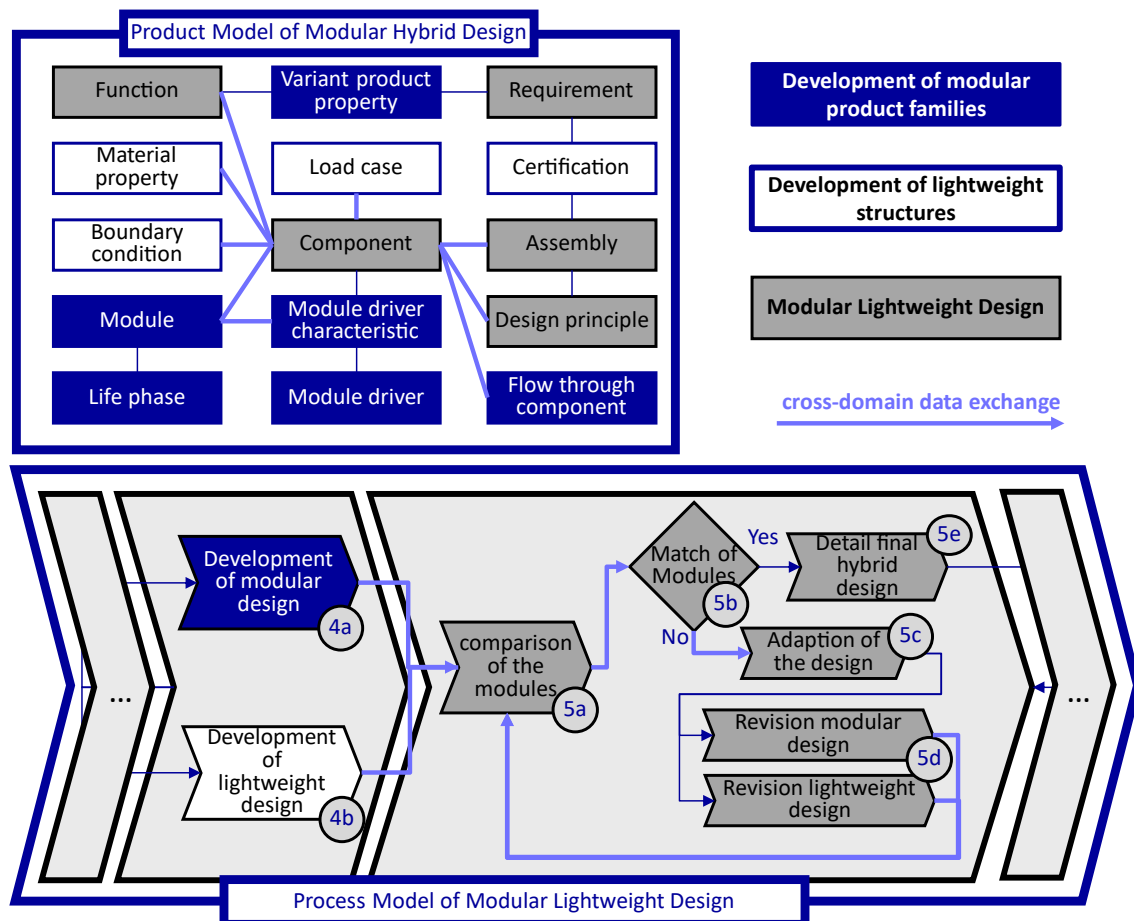 Product Model of Modular Hybrid Design
Function
Variant product
property
Requirement
Material
property
Load case
Certification
Boundary
condition
Component
Assembly
Module
Module driver
characteristic
Design principle
Life phase
Module driver
Flow through
component
Development of modular
product families
Development of lightweight
structures
Modular Lightweight Design
cross-domain data exchange
...
Development
of modular
design
4a
Development
of
lightweight
design
4b
comparison
of the
modules
5a
Match of
Modules
5b
Yes
No
Detail final
hybrid
design
5e
Adaption of
the design
5c
Revision modular
design
5d
Revision lightweight
design
...
Process Model of Modular Lightweight Design